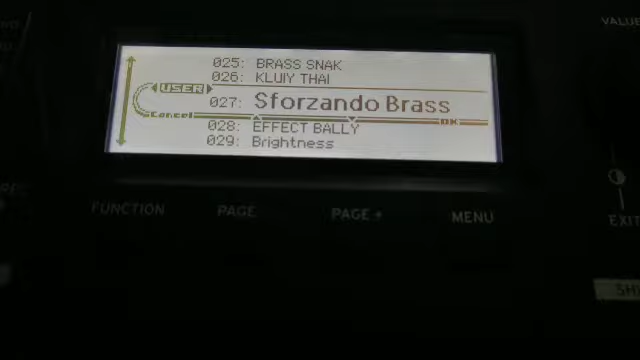 VALUE
025: BRASS SNAK
026: KLUIY THAI
USER
027: Sforzando Brass
Cancel OK
028: EFFECT BALLY
029: Brightness
FUNCTION PAGE PAGE+ MENU
EXIT